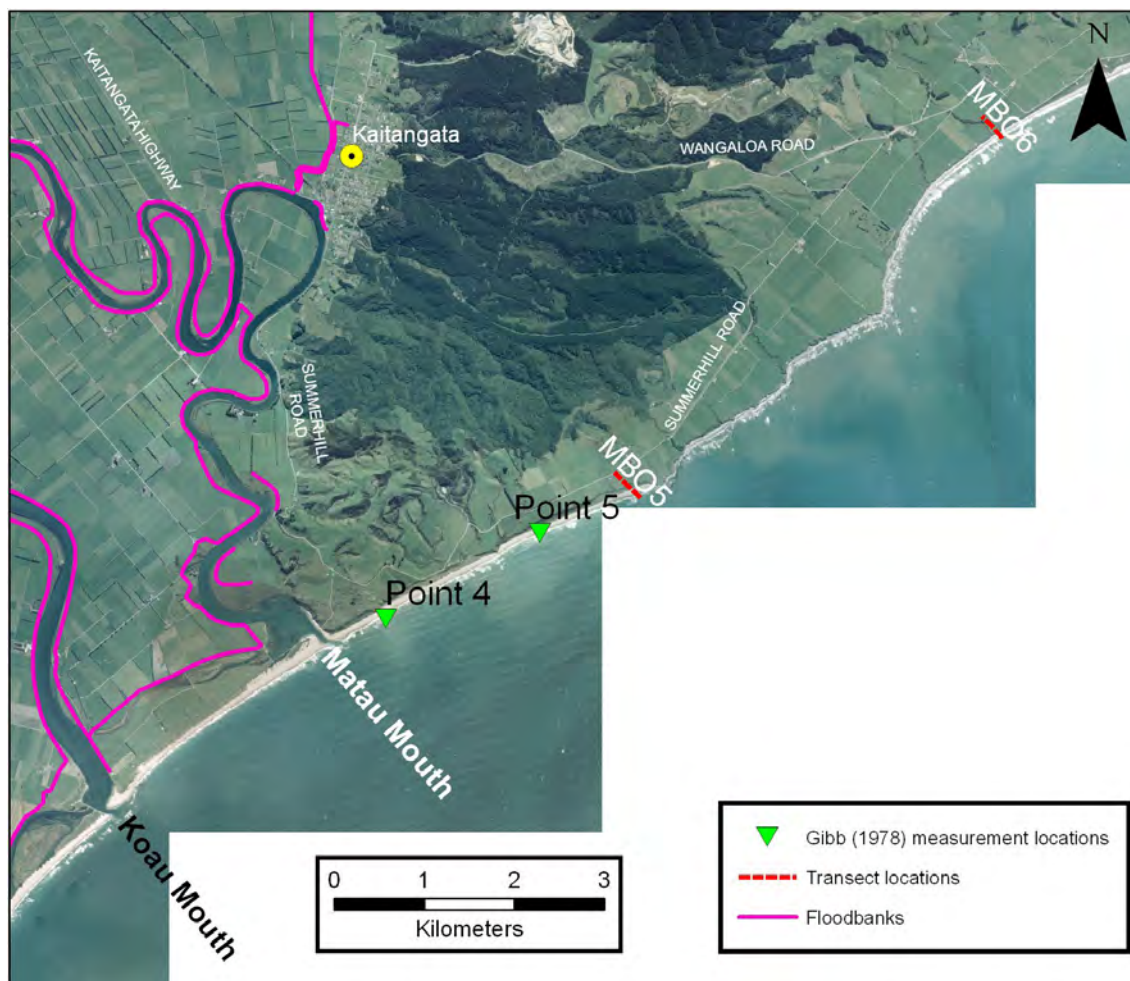 N
KAITANGATA HIGHWAY
Kaitangata
WANGALOA ROAD
MBO6
SUMMERHILL
ROAD
SUMMERHILL ROAD
MBO5
Point 5
Point 4
Matau Mouth
Koau Mouth
0 1 2 3
Kilometers
Gibb (1978) measurement locations
Transect locations
Floodbanks